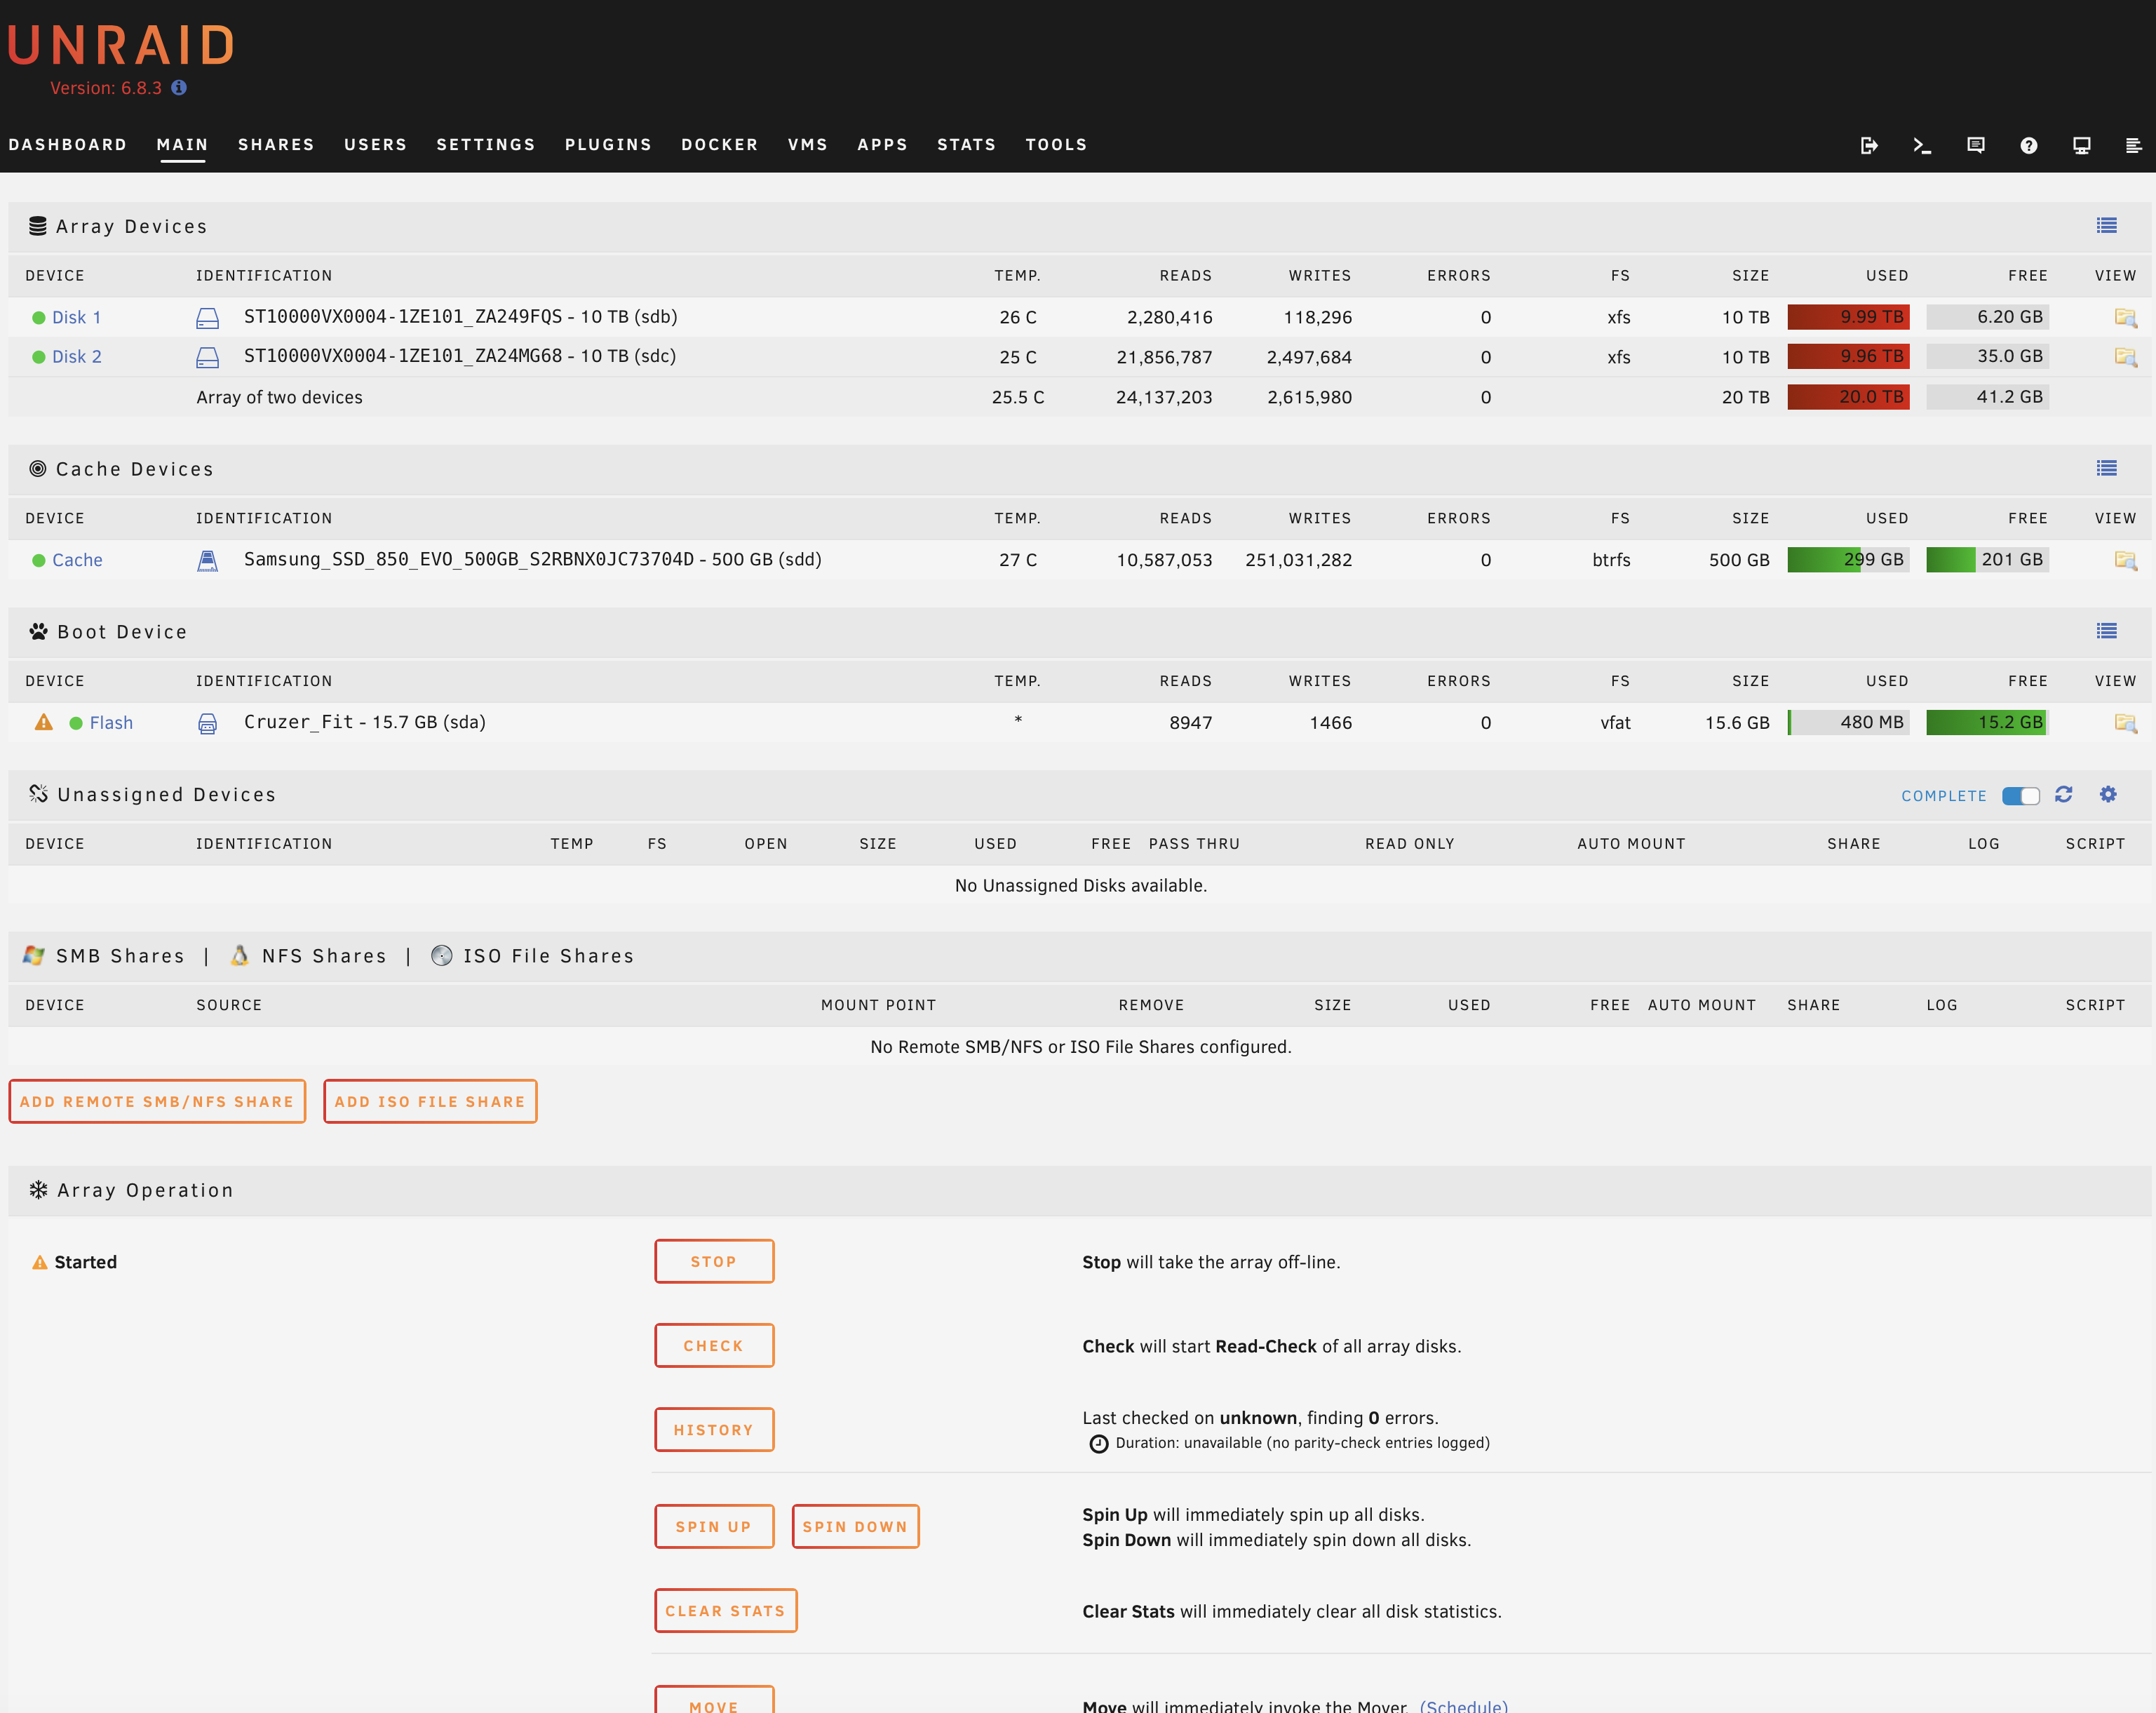 UNRAID
Version: 6.8.3
DASHBOARD MAIN SHARES USERS SETTINGS PLUGINS DOCKER VMS APPS STATS TOOLS
Array Devices
DEVICE IDENTIFICATION TEMP. READS WRITES ERRORS FS SIZE USED FREE VIEW
Disk 1 ST10000VX0004-1ZE101_ZA249FQS - 10 TB (sdb) 26 C 2,280,416 118,296 0 xfs 10 TB 9.99 TB 6.20 GB
Disk 2 ST10000VX0004-1ZE101_ZA24MG68 - 10 TB (sdc) 25 C 21,856,787 2,497,684 0 xfs 10 TB 9.96 TB 35.0 GB
Array of two devices 25.5 C 24,137,203 2,615,980 0 20 TB 20.0 TB 41.2 GB
Cache Devices
DEVICE IDENTIFICATION TEMP. READS WRITES ERRORS FS SIZE USED FREE VIEW
Cache Samsung_SSD_850_EVO_500GB_S2RBNX0JC73704D - 500 GB (sdd) 27 C 10,587,053 251,031,282 0 btrfs 500 GB 299 GB 201 GB
Boot Device
DEVICE IDENTIFICATION TEMP. READS WRITES ERRORS FS SIZE USED FREE VIEW
Flash Cruzer_Fit - 15.7 GB (sda) * 8947 1466 0 vfat 15.6 GB 480 MB 15.2 GB
Unassigned Devices COMPLETE
DEVICE IDENTIFICATION TEMP FS OPEN SIZE USED FREE PASS THRU READ ONLY AUTO MOUNT SHARE LOG SCRIPT
No Unassigned Disks available.
SMB Shares | NFS Shares | ISO File Shares
DEVICE SOURCE MOUNT POINT REMOVE SIZE USED FREE AUTO MOUNT SHARE LOG SCRIPT
No Remote SMB/NFS or ISO File Shares configured.
ADD REMOTE SMB/NFS SHARE ADD ISO FILE SHARE
Array Operation
Started STOP Stop will take the array off-line.
CHECK Check will start Read-Check of all array disks.
HISTORY Last checked on unknown, finding 0 errors.
Duration: unavailable (no parity-check entries logged)
SPIN UP SPIN DOWN Spin Up will immediately spin up all disks.
Spin Down will immediately spin down all disks.
CLEAR STATS Clear Stats will immediately clear all disk statistics.
MOVE Move will immediately invoke the Mover. (Schedule)